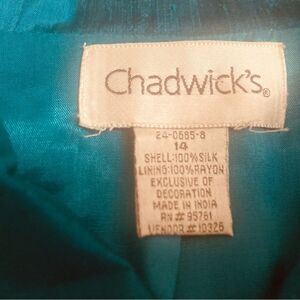 Chadwick's®
24-0685-8
14
SHELL:100%SILK
LINING:100%RAYON
EXCLUSIVE OF
DECORATION
MADE IN INDIA
RN# 95761
VENDOR #10326